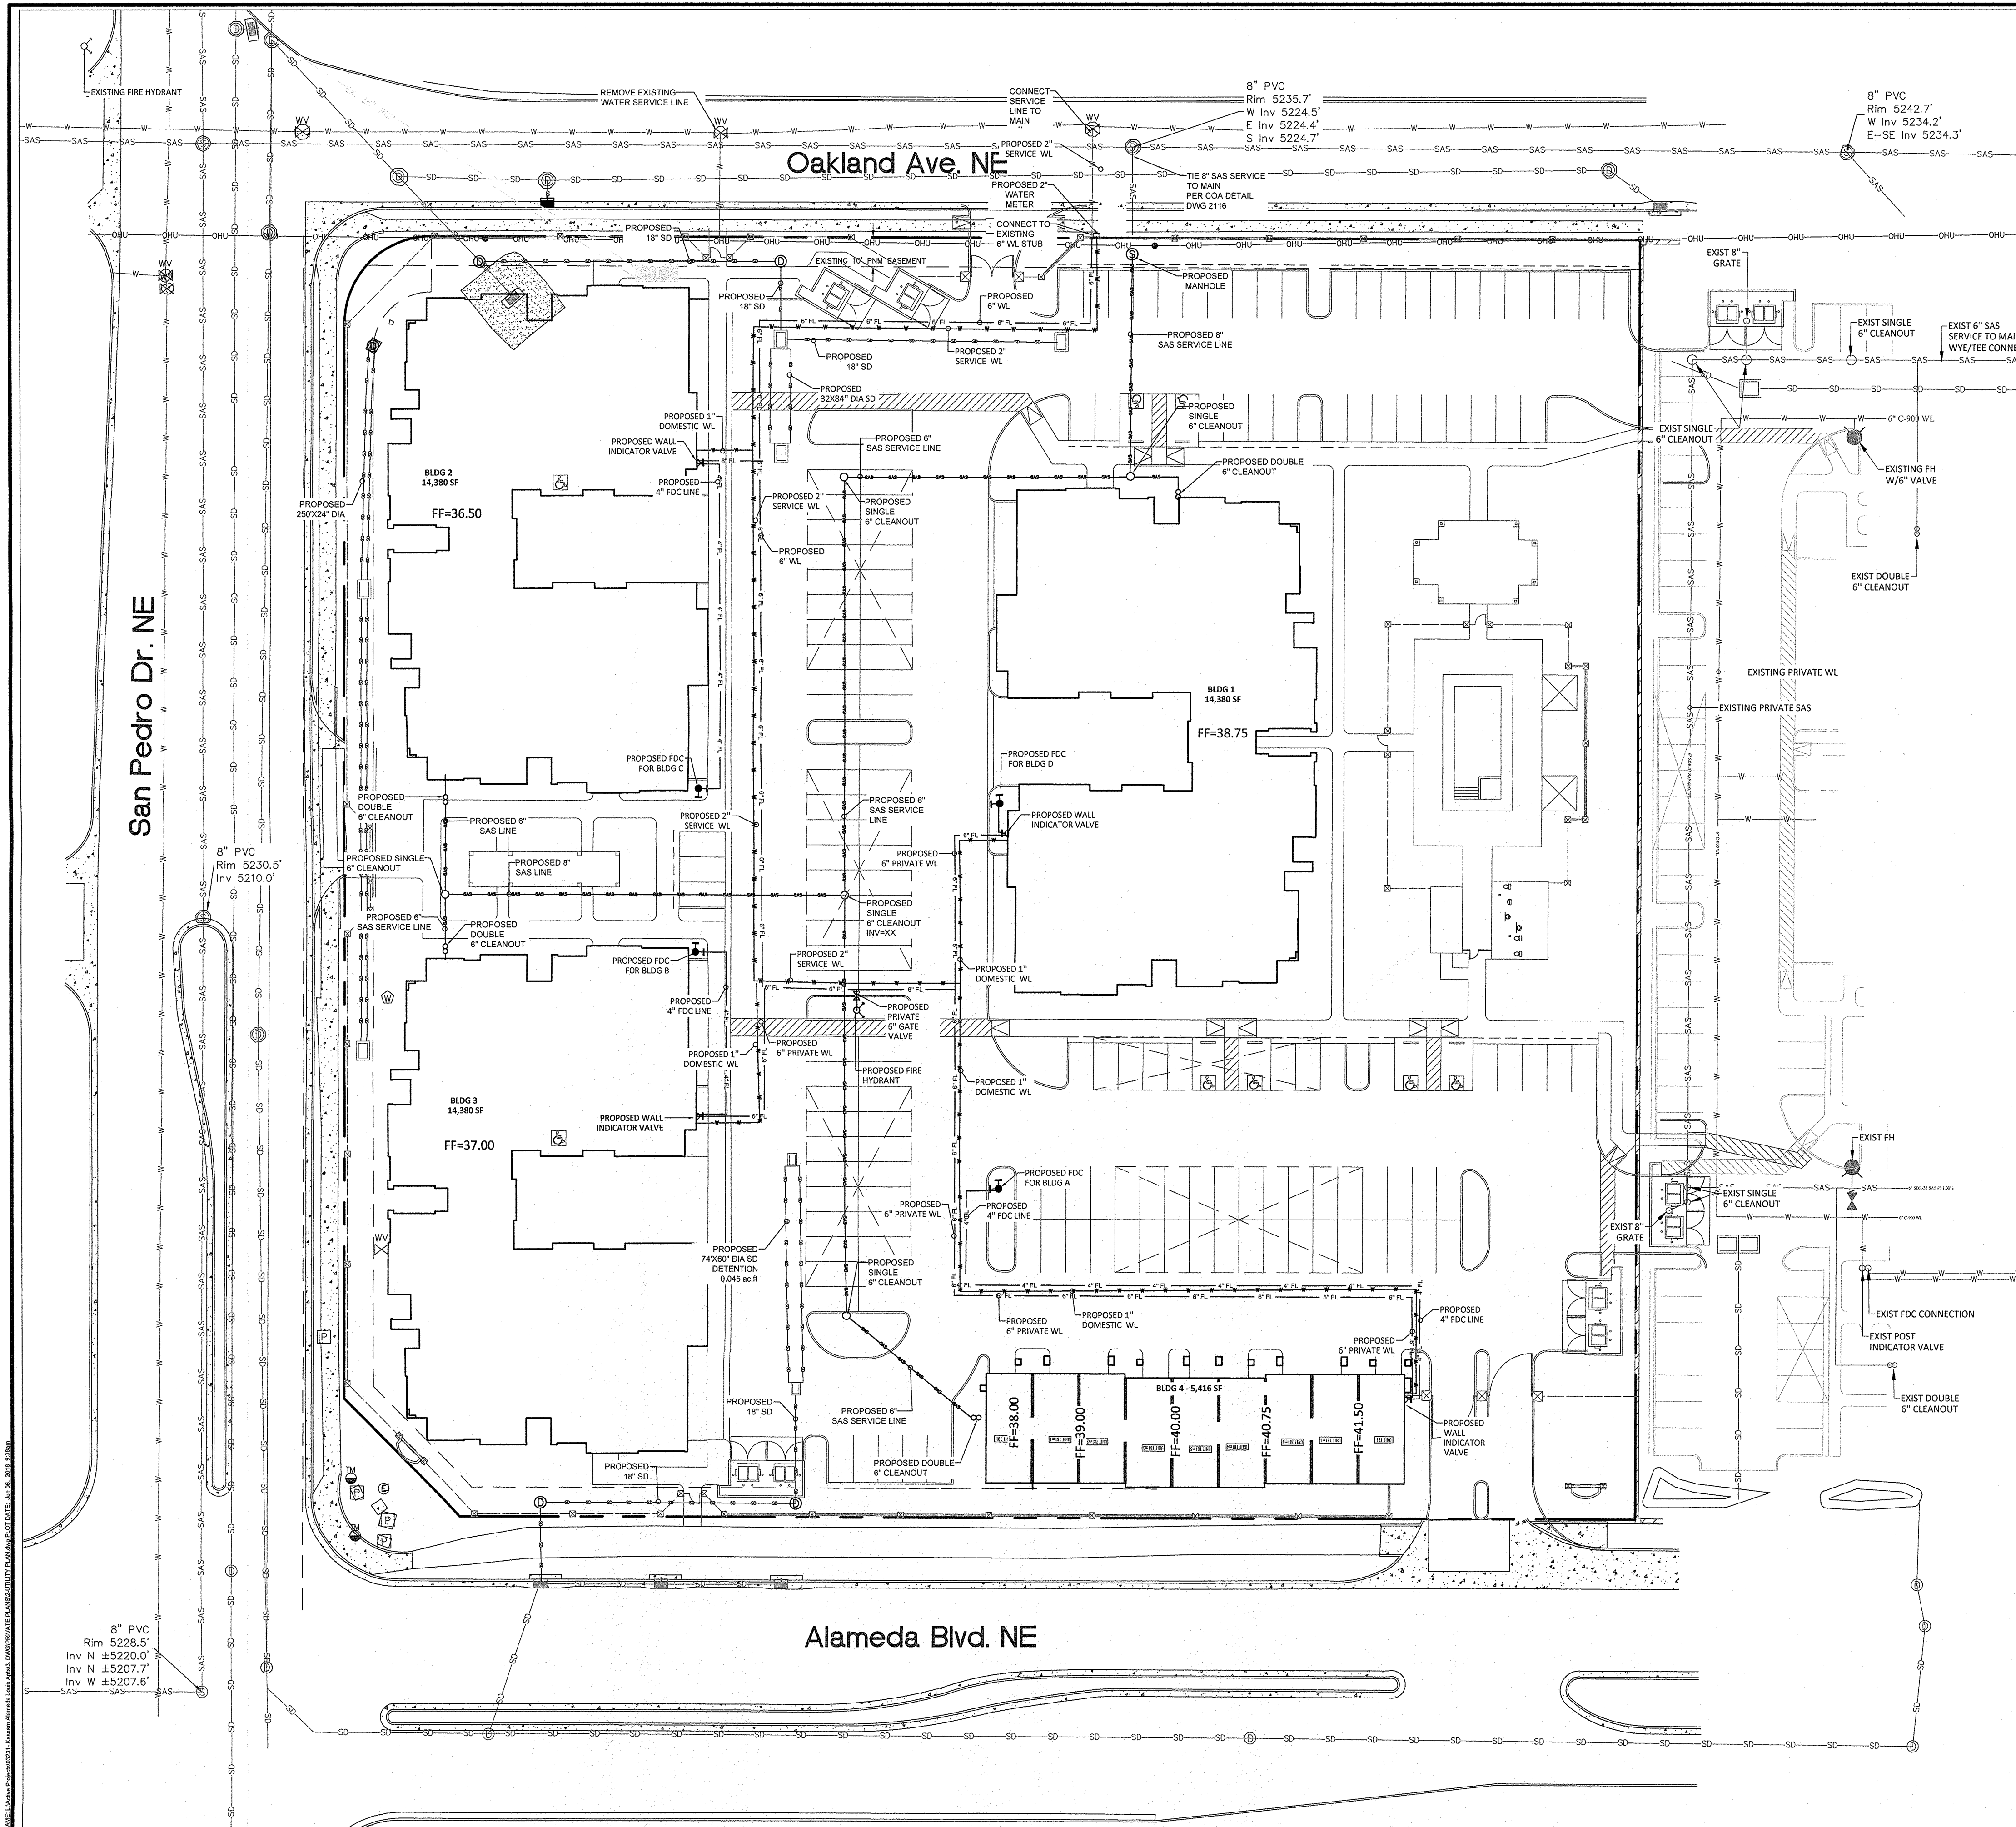 EXISTING FIRE HYDRANT
REMOVE EXISTING
WATER SERVICE LINE
CONNECT
SERVICE
LINE TO
MAIN
8" PVC
Rim 5235.7'
W Inv 5224.5'
E Inv 5224.4'
S Inv 5224.7'
8" PVC
Rim 5242.7'
W Inv 5234.2'
E-SE Inv 5234.3'
WV
WV
Oakland Ave. NE
PROPOSED 2"
SERVICE WL
TIE 8" SAS SERVICE
TO MAIN
PER COA DETAIL
DWG 2116
PROPOSED 2"
WATER
METER
CONNECT TO
EXISTING
6" WL STUB
PROPOSED
18" SD
EXISTING 10' PNM EASEMENT
WV
EXIST 8"
GRATE
PROPOSED
MANHOLE
PROPOSED
18" SD
PROPOSED
6" WL
PROPOSED 8"
SAS SERVICE LINE
EXIST SINGLE
6" CLEANOUT
EXIST 6" SAS
SERVICE TO MAI
WYE/TEE CONNE
PROPOSED
18" SD
PROPOSED 2"
SERVICE WL
PROPOSED
32X84" DIA SD
PROPOSED
SINGLE
6" CLEANOUT
6" C-900 WL
PROPOSED 1"
DOMESTIC WL
PROPOSED WALL
INDICATOR VALVE
PROPOSED 6"
SAS SERVICE LINE
EXIST SINGLE
6" CLEANOUT
EXISTING FH
W/6" VALVE
BLDG 2
14,380 SF
FF=36.50
PROPOSED
4" FDC LINE
PROPOSED DOUBLE
6" CLEANOUT
PROPOSED
250'X24" DIA
PROPOSED 2"
SERVICE WL
PROPOSED
SINGLE
6" CLEANOUT
PROPOSED
6" WL
EXIST DOUBLE
6" CLEANOUT
San Pedro Dr. NE
EXISTING PRIVATE WL
EXISTING PRIVATE SAS
BLDG 1
14,380 SF
FF=38.75
PROPOSED FDC
FOR BLDG C
PROPOSED FDC
FOR BLDG D
PROPOSED
DOUBLE
6" CLEANOUT
PROPOSED 6"
SAS LINE
PROPOSED 2"
SERVICE WL
PROPOSED 6"
SAS SERVICE
LINE
PROPOSED WALL
INDICATOR VALVE
8" PVC
Rim 5230.5'
Inv 5210.0'
PROPOSED SINGLE
6" CLEANOUT
PROPOSED 8"
SAS LINE
PROPOSED
6" PRIVATE WL
PROPOSED 6"
SAS SERVICE LINE
PROPOSED
DOUBLE
6" CLEANOUT
PROPOSED
SINGLE
6" CLEANOUT
INV=XX
PROPOSED FDC
FOR BLDG B
PROPOSED 2"
SERVICE WL
PROPOSED 1"
DOMESTIC WL
PROPOSED
4" FDC LINE
PROPOSED
PRIVATE
6" GATE
VALVE
PROPOSED
6" PRIVATE WL
PROPOSED 1"
DOMESTIC WL
PROPOSED FIRE
HYDRANT
PROPOSED 1"
DOMESTIC WL
BLDG 3
14,380 SF
FF=37.00
PROPOSED WALL
INDICATOR VALVE
EXIST FH
PROPOSED FDC
FOR BLDG A
PROPOSED
6" PRIVATE WL
PROPOSED
4" FDC LINE
EXIST SINGLE
6" CLEANOUT
EXIST 8"
GRATE
6" C-900 WL
WV
PROPOSED
74'X60" DIA SD
DETENTION
0.045 ac.ft
PROPOSED
SINGLE
6" CLEANOUT
PROPOSED
6" PRIVATE WL
PROPOSED 1"
DOMESTIC WL
PROPOSED
4" FDC LINE
PROPOSED
6" PRIVATE WL
EXIST FDC CONNECTION
EXIST POST
INDICATOR VALVE
BLDG 4 - 5,416 SF
FF=38.00
FF=39.00
FF=40.00
FF=40.75
FF=41.50
EXIST DOUBLE
6" CLEANOUT
PROPOSED
18" SD
PROPOSED 6"
SAS SERVICE LINE
PROPOSED
WALL
INDICATOR
VALVE
PROPOSED DOUBLE
6" CLEANOUT
PROPOSED
18" SD
TM
TM
Alameda Blvd. NE
8" PVC
Rim 5228.5'
Inv N ±5220.0'
Inv N ±5207.7'
Inv W ±5207.6'